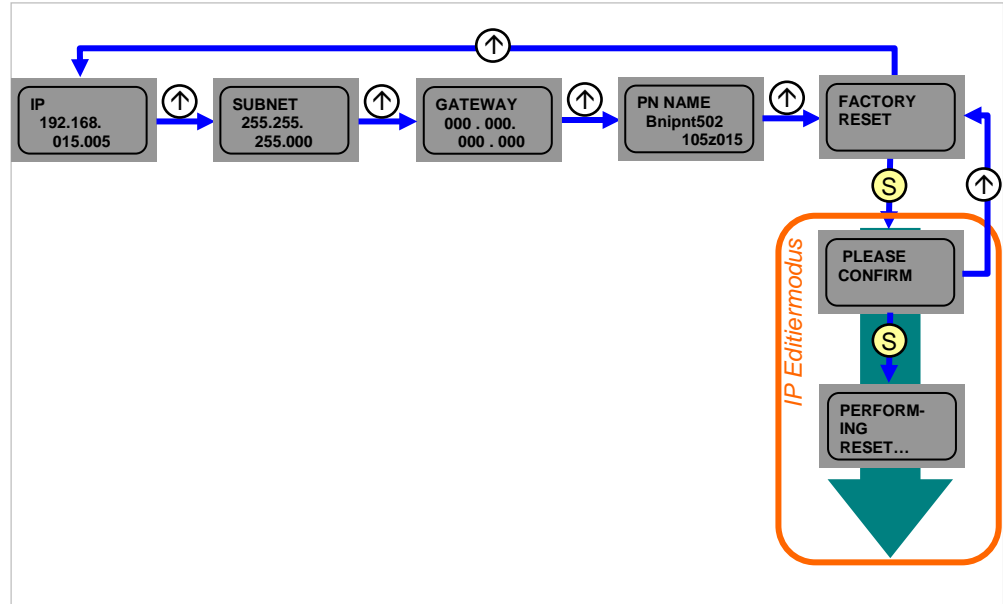 IP
192.168.
015.005
SUBNET
255.255.
255.000
GATEWAY
000 . 000.
000 . 000
PN NAME
Bnipnt502
105z015
FACTORY
RESET
S
PLEASE
CONFIRM
S
PERFORM-
ING
RESET…
IP Editiermodus